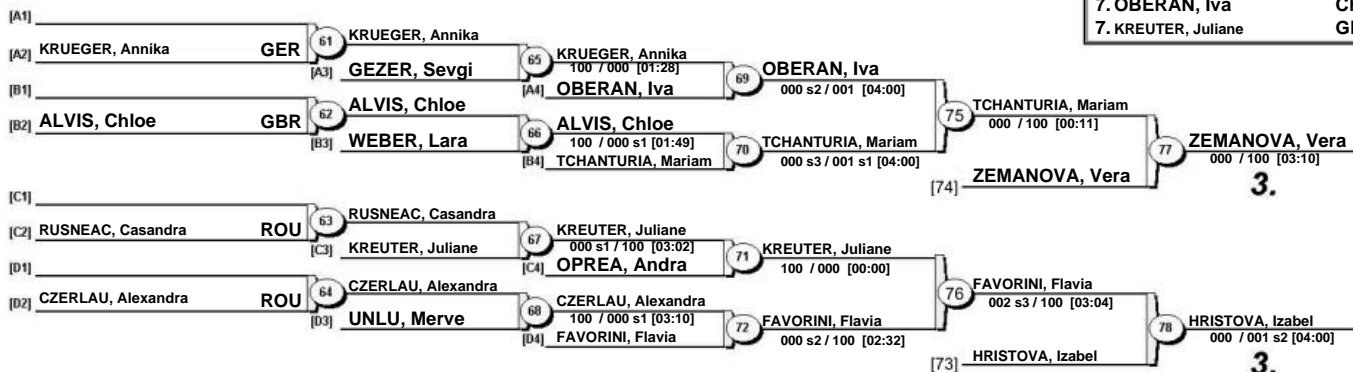 7. OBERAN, Iva
7. KREUTER, Juliane
[A1]
[A2] KRUEGER, Annika GER
61
KRUEGER, Annika
[A3] GEZER, Sevgi
65
KRUEGER, Annika
100 / 000 [01:28]
[A4] OBERAN, Iva
69
OBERAN, Iva
000 s2 / 001 [04:00]
[B1]
[B2] ALVIS, Chloe GBR
62
ALVIS, Chloe
[B3] WEBER, Lara
66
ALVIS, Chloe
100 / 000 s1 [01:49]
[B4] TCHANTURIA, Mariam
70
TCHANTURIA, Mariam
000 s3 / 001 s1 [04:00]
75
TCHANTURIA, Mariam
000 / 100 [00:11]
[74] ZEMANOVA, Vera
77
ZEMANOVA, Vera
000 / 100 [03:10]
3.
[C1]
[C2] RUSNEAC, Casandra ROU
63
RUSNEAC, Casandra
[C3] KREUTER, Juliane
67
KREUTER, Juliane
000 s1 / 100 [03:02]
[C4] OPREA, Andra
71
KREUTER, Juliane
100 / 000 [00:00]
[D1]
[D2] CZERLAU, Alexandra ROU
64
CZERLAU, Alexandra
[D3] UNLU, Merve
68
CZERLAU, Alexandra
100 / 000 s1 [03:10]
[D4] FAVORINI, Flavia
72
FAVORINI, Flavia
000 s2 / 100 [02:32]
76
FAVORINI, Flavia
002 s3 / 100 [03:04]
[73] HRISTOVA, Izabel
78
HRISTOVA, Izabel
000 / 001 s2 [04:00]
3.